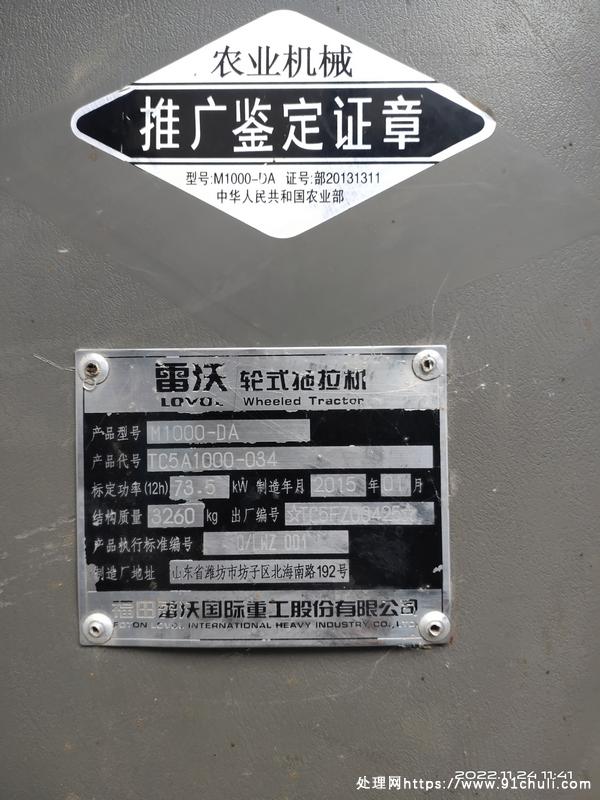 农业机械
推广鉴定证章
型号:M1000-DA 证号:部20131311
中华人民共和国农业部
雷沃 轮式拖拉机
LOVOL Wheeled Tractor
产品型号 M1000-DA
产品代号 TC5A1000-034
标定功率(12h) 73.5 kW 制造年月 2015 年 01 月
结构质量 3260 kg 出厂编号
产品执行标准编号 Q/LWZ 001
制造厂地址 山东省潍坊市坊子区北海南路192号
福田雷沃国际重工股份有限公司
FOTON LOVOL INTERNATIONAL HEAVY INDUSTRY CO., LTD.
2022.11.24 11:41
处理网https://www.91chuli.com/